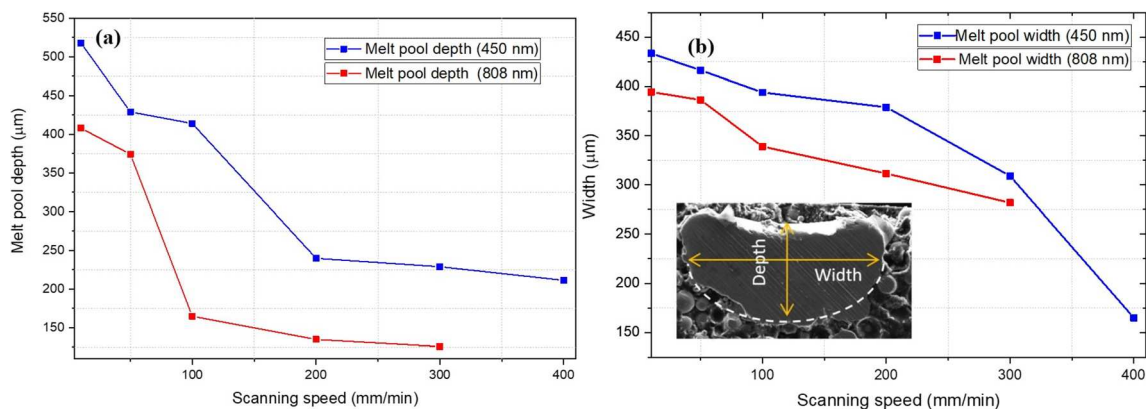 (a)
Melt pool depth (450 nm)
Melt pool depth (808 nm)
Melt pool depth (μm)
550
500
450
400
350
300
250
200
150
100
200
300
400
Scanning speed (mm/min)
(b)
Melt pool width (450 nm)
Melt pool width (808 nm)
Width (μm)
450
400
350
300
250
200
150
Depth
Width
100
200
300
400
Scanning speed (mm/min)